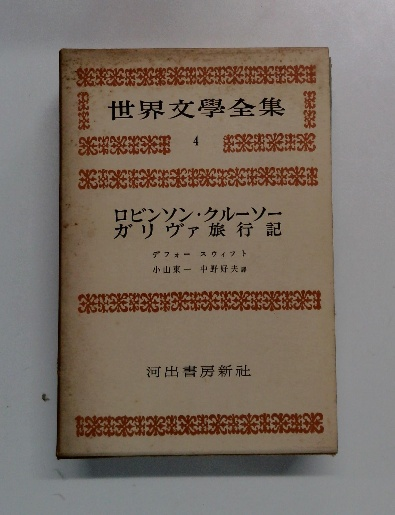 世界文學全集
4
ロビンソン・クルーソー
ガリヴァ旅行記
デフォー スウィフト
小山東一 中野好夫 譯
河出書房新社